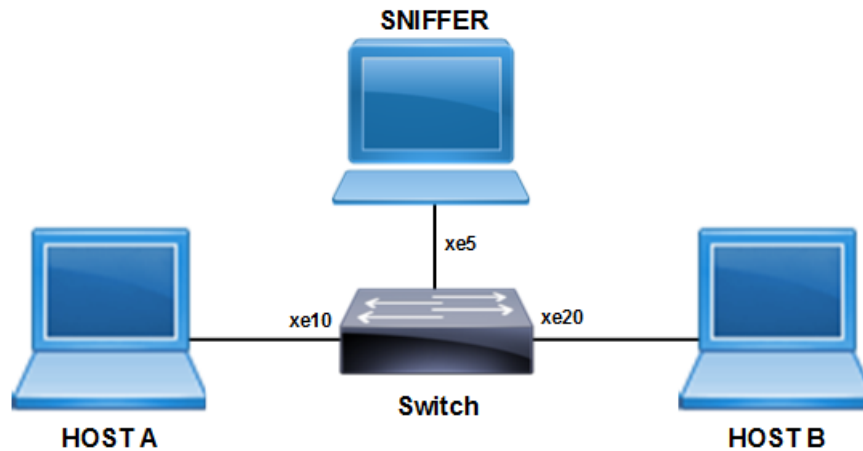 SNIFFER
xe5
xe10
xe20
Switch
HOST A
HOST B